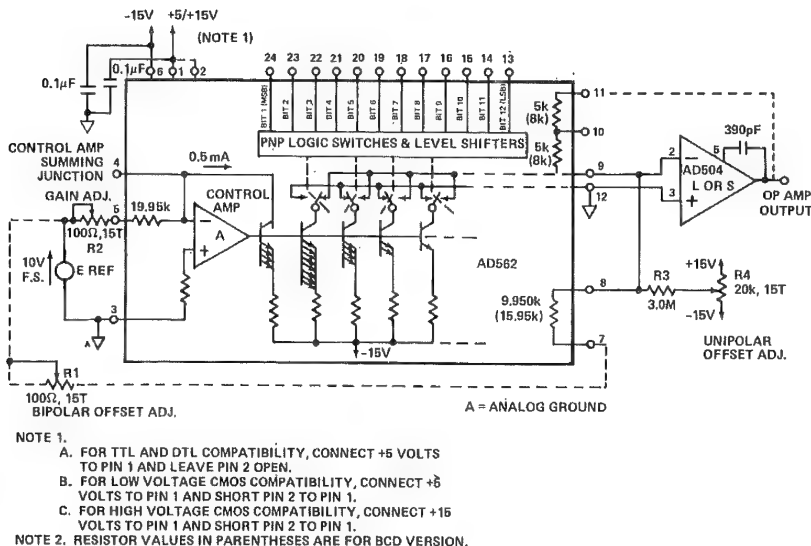 -15V
+5/+15V
(NOTE 1)
0.1μF
0.1μF
6
1
2
24
23
22
21
20
19
18
17
16
15
14
13
BIT 1 (MSB)
BIT 2
BIT 3
BIT 4
BIT 5
BIT 6
BIT 7
BIT 8
BIT 9
BIT 10
BIT 11
BIT 12 (LSB)
PNP LOGIC SWITCHES & LEVEL SHIFTERS
5k
(8k)
5k
(8k)
11
10
9
12
390pF
5
2
−
AD504
L OR S
3
+
6
OP AMP
OUTPUT
CONTROL AMP
SUMMING
JUNCTION
4
0.5mA
GAIN ADJ.
5
19,95k
100Ω,15T
R2
CONTROL
AMP
−
A
+
10V
F.S.
E REF
3
A
AD562
-15V
9,950k
(15,95k)
8
7
R3
3.0M
+15V
R4
20k, 15T
-15V
UNIPOLAR
OFFSET ADJ.
R1
100Ω, 15T
BIPOLAR OFFSET ADJ.
A = ANALOG GROUND
NOTE 1.
A. FOR TTL AND DTL COMPATIBILITY, CONNECT +5 VOLTS
TO PIN 1 AND LEAVE PIN 2 OPEN.
B. FOR LOW VOLTAGE CMOS COMPATIBILITY, CONNECT +5
VOLTS TO PIN 1 AND SHORT PIN 2 TO PIN 1.
C. FOR HIGH VOLTAGE CMOS COMPATIBILITY, CONNECT +15
VOLTS TO PIN 1 AND SHORT PIN 2 TO PIN 1.
NOTE 2. RESISTOR VALUES IN PARENTHESES ARE FOR BCD VERSION.